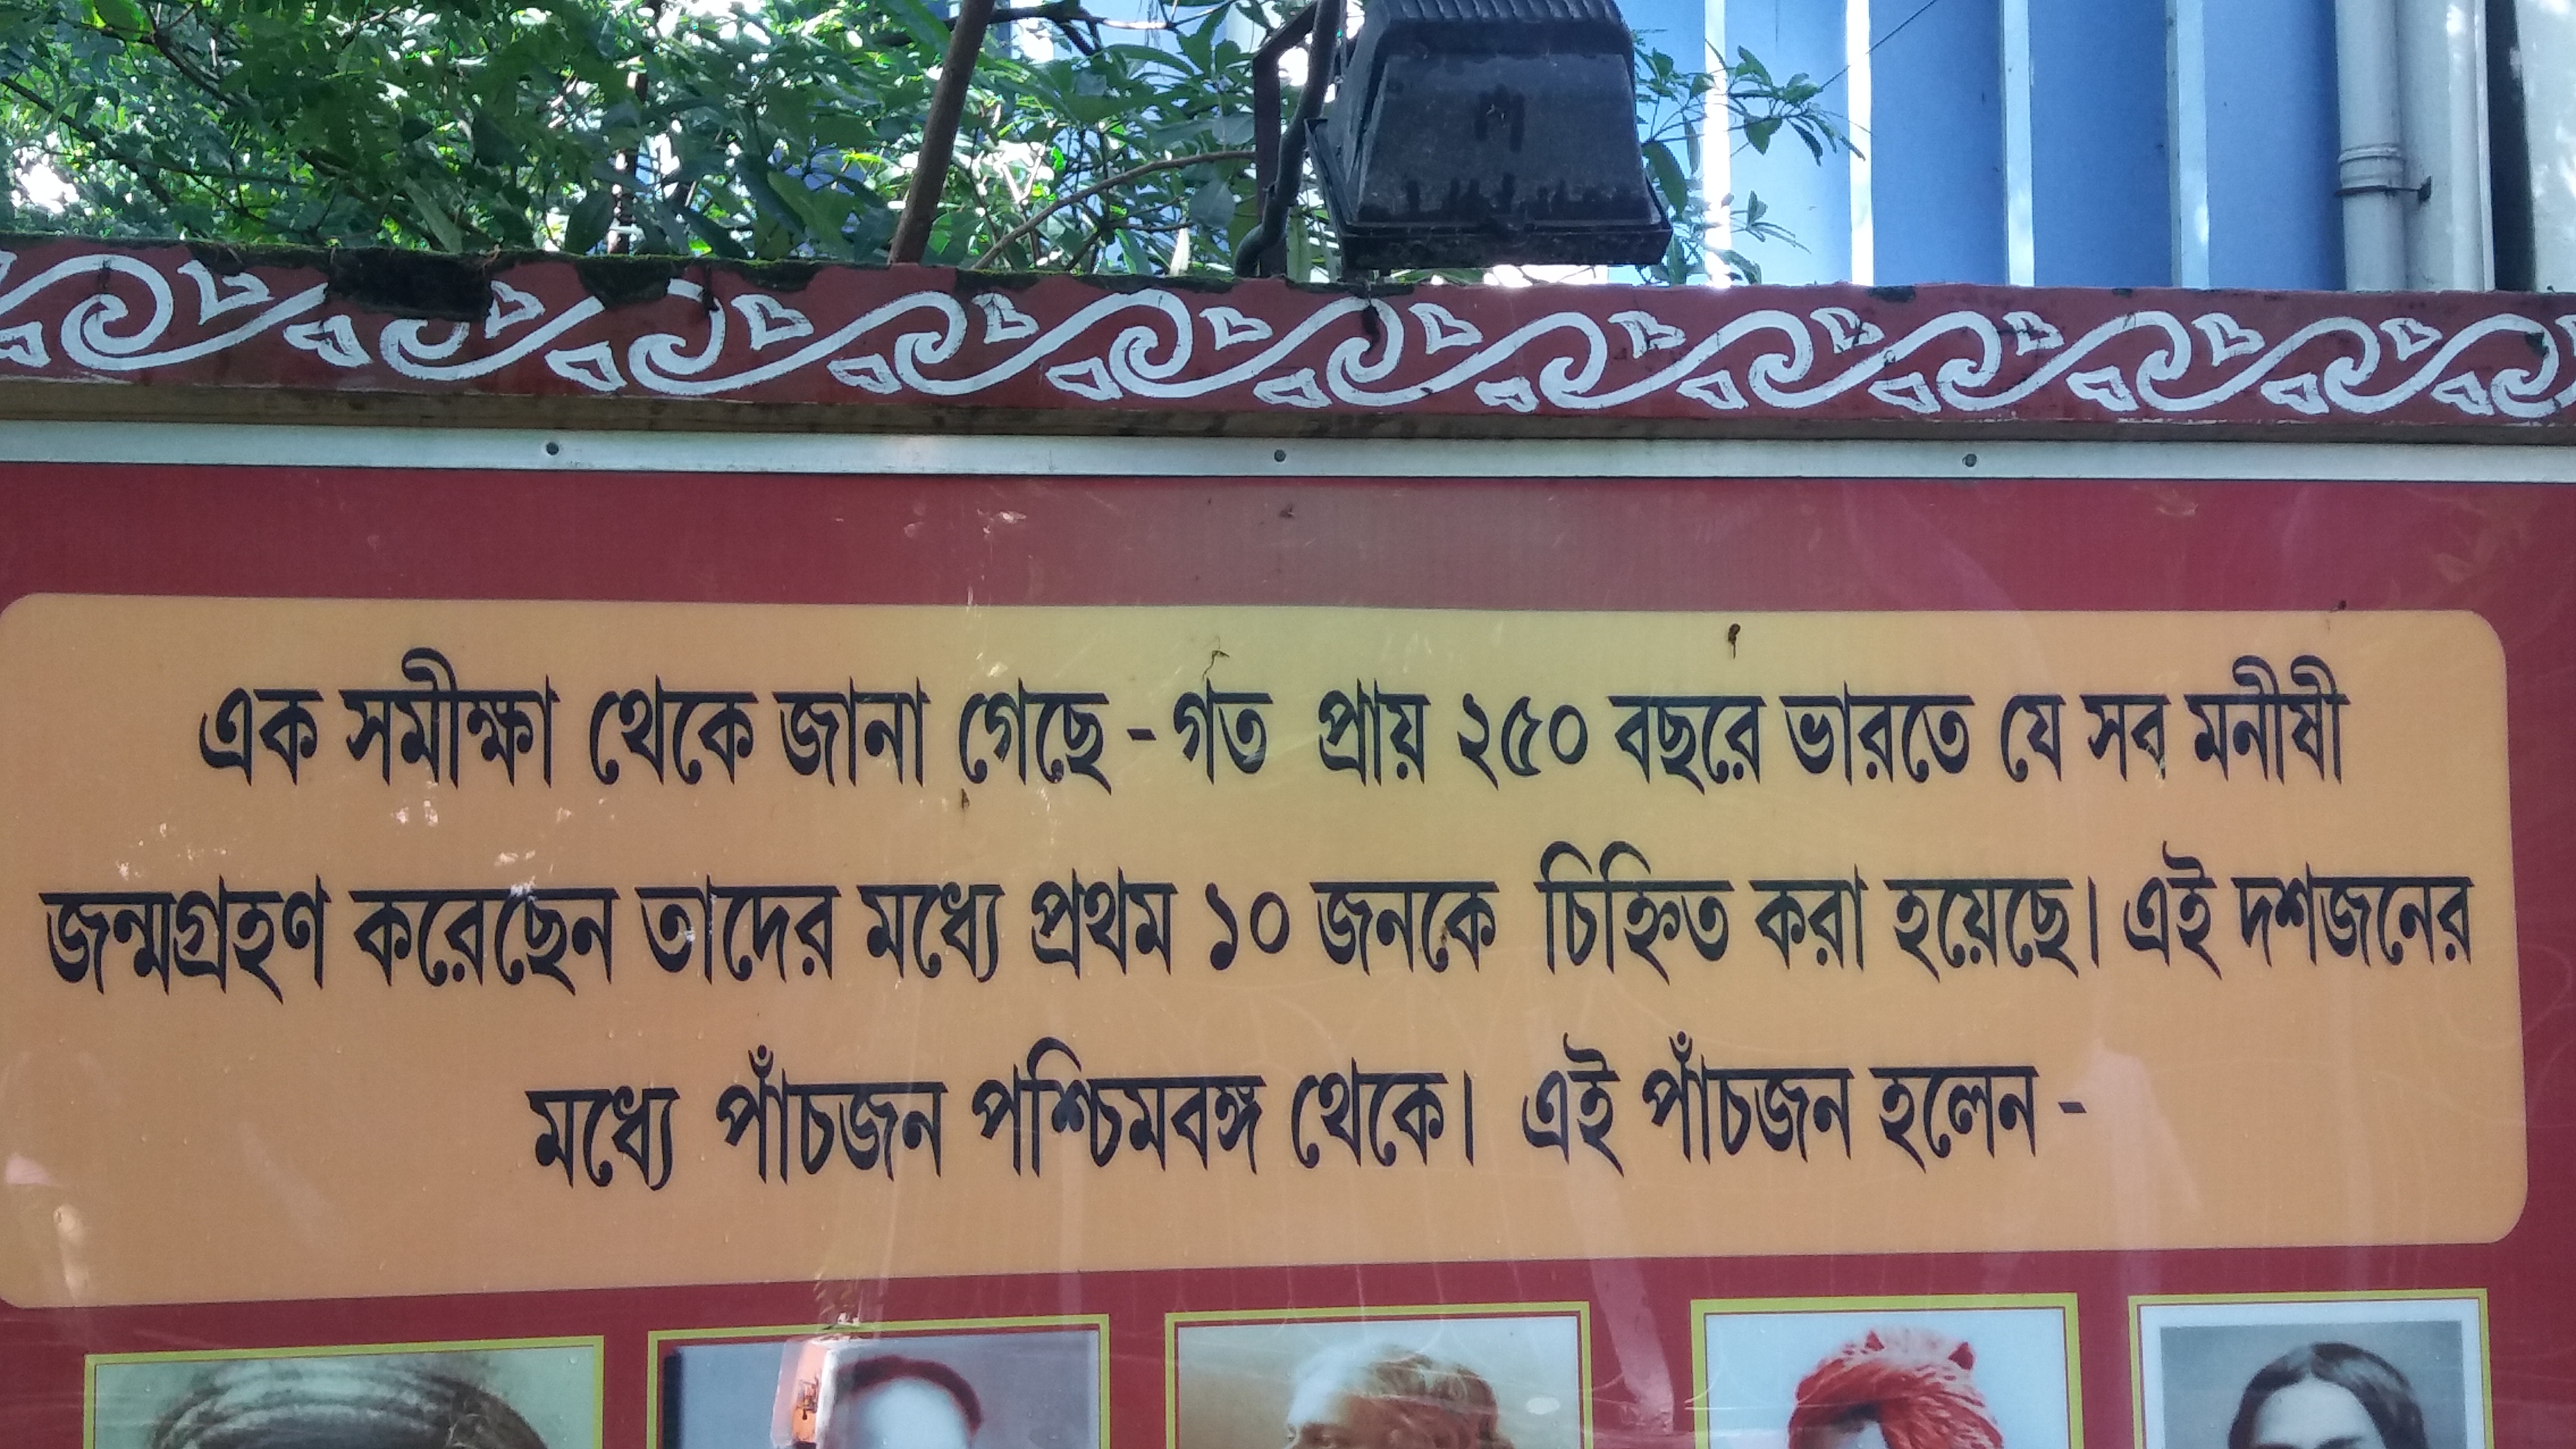 এক সমীক্ষা থেকে জানা গেছে - গত প্রায় ২৫০ বছরে ভারতে যে সব মনীষী
জন্মগ্রহণ করেছেন তাদের মধ্যে প্রথম ১০ জনকে চিহ্নিত করা হয়েছে। এই দশজনের
মধ্যে পাঁচজন পশ্চিমবঙ্গ থেকে। এই পাঁচজন হলেন -